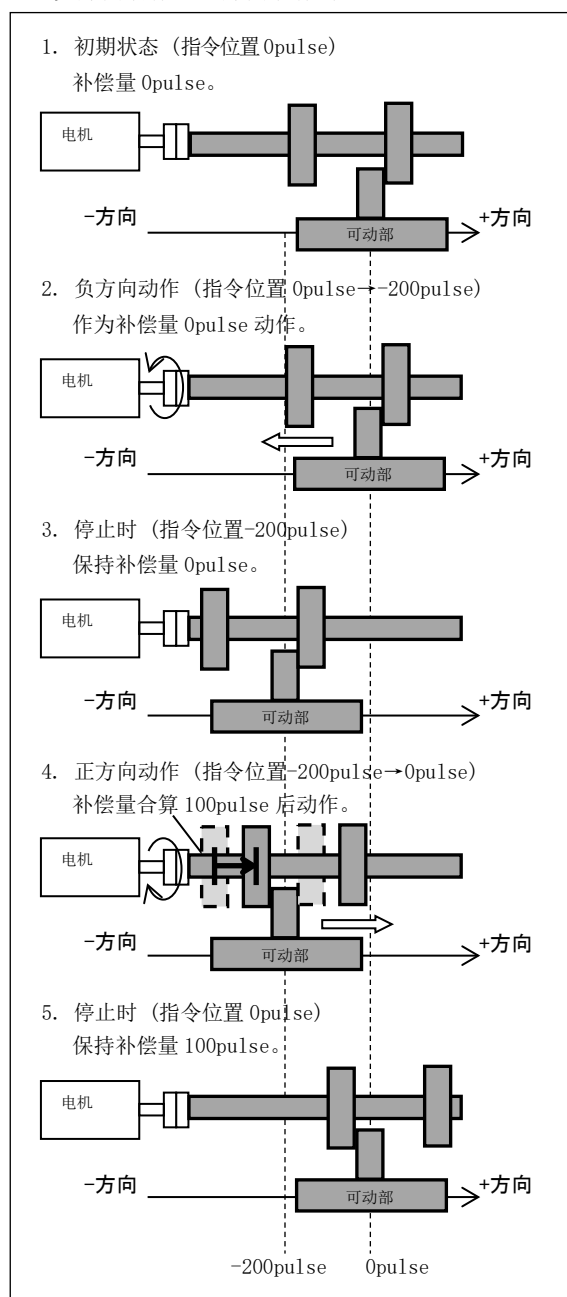 1. 初期状态 (指令位置 0pulse)
补偿量 0pulse。
电机
-方向
+方向
可动部
2. 负方向动作 (指令位置 0pulse→-200pulse)
作为补偿量 0pulse 动作。
电机
-方向
+方向
可动部
3. 停止时 (指令位置-200pulse)
保持补偿量 0pulse。
电机
-方向
+方向
可动部
4. 正方向动作 (指令位置-200pulse→0pulse)
补偿量合算 100pulse 后动作。
电机
-方向
+方向
可动部
5. 停止时 (指令位置 0pulse)
保持补偿量 100pulse。
电机
-方向
+方向
可动部
-200pulse 0pulse